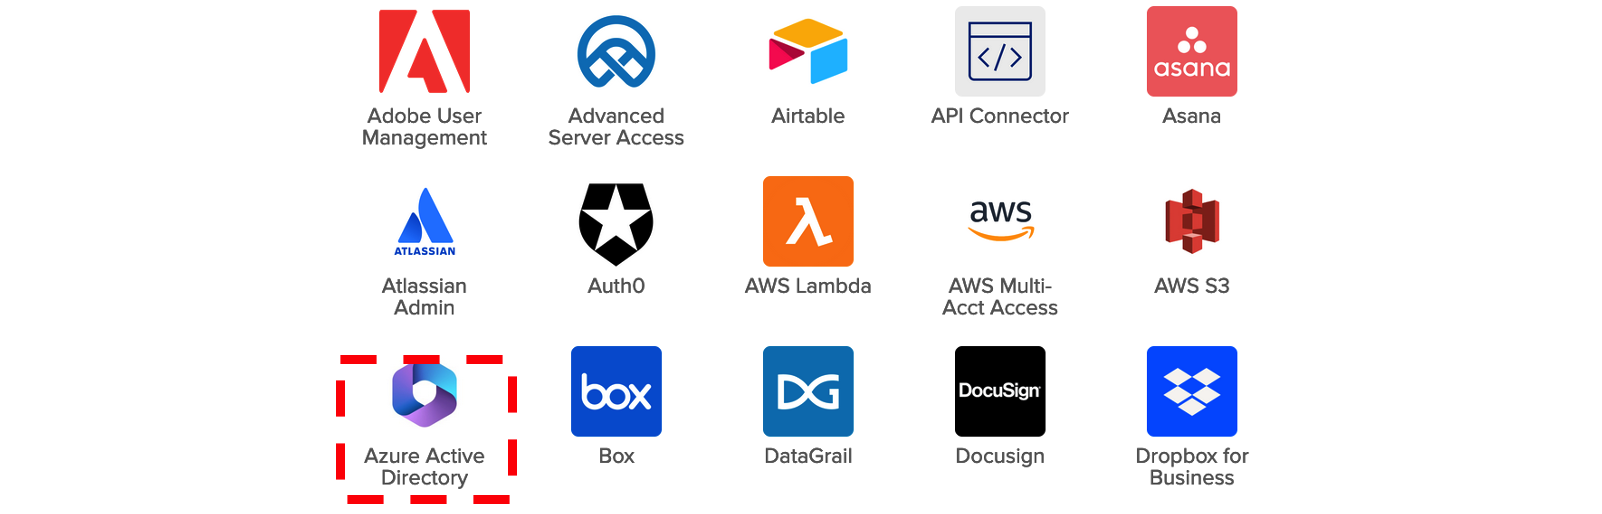 asana
Adobe User
Management
Advanced
Server Access
Airtable
API Connector
Asana
ATLASSIAN
aws
Atlassian
Admin
Auth0
AWS Lambda
AWS Multi-
Acct Access
AWS S3
box
DG
DocuSign
Azure Active
Directory
Box
DataGrail
Docusign
Dropbox for
Business